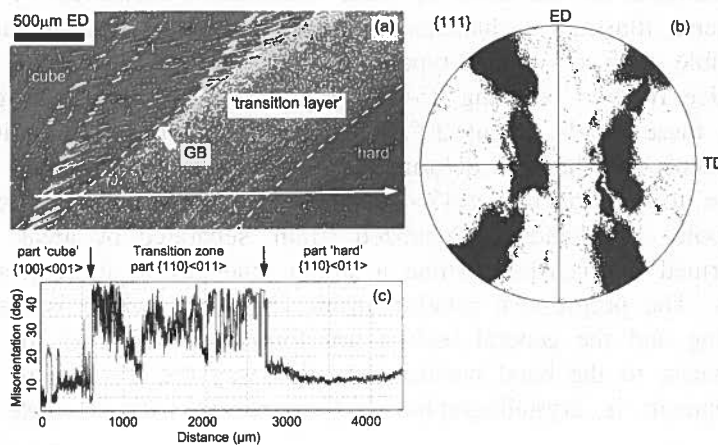 500μm ED
(a)
'cube'
'transition layer'
GB
'hard'
{111}
ED
(b)
TD
part 'cube'
{100}<001>
Transition zone
part {110}<011>
part 'hard'
{110}<011>
(c)
Misorientation (deg)
40
30
20
10
0
1000
2000
3000
4000
Distance (μm)